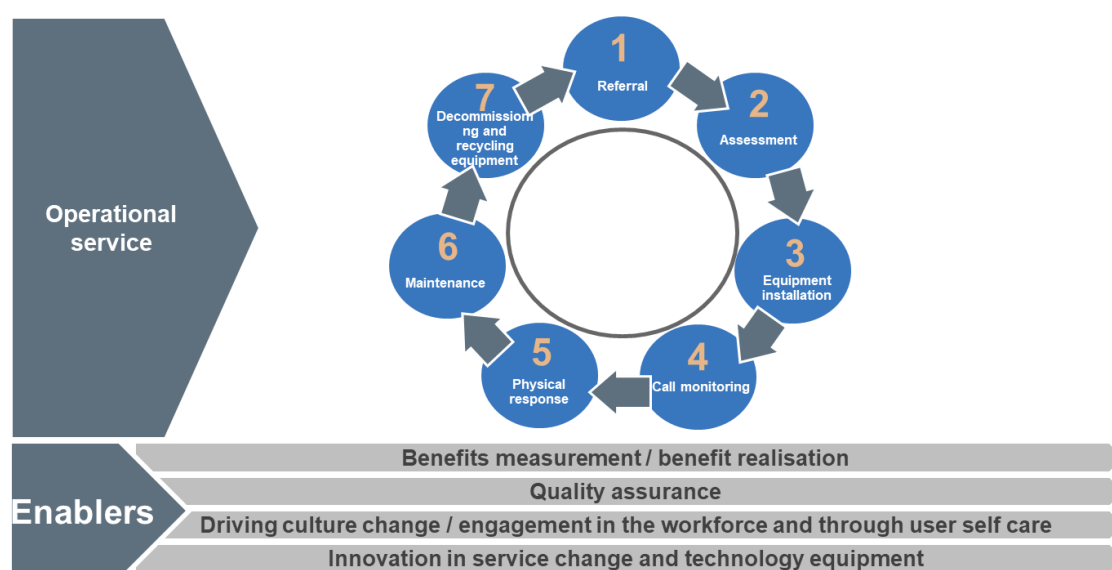 Operational
service
1
Referral
2
Assessment
3
Equipment
installation
4
Call monitoring
5
Physical
response
6
Maintenance
7
Decommissioni
ng and
recycling
equipment
Enablers
Benefits measurement / benefit realisation
Quality assurance
Driving culture change / engagement in the workforce and through user self care
Innovation in service change and technology equipment